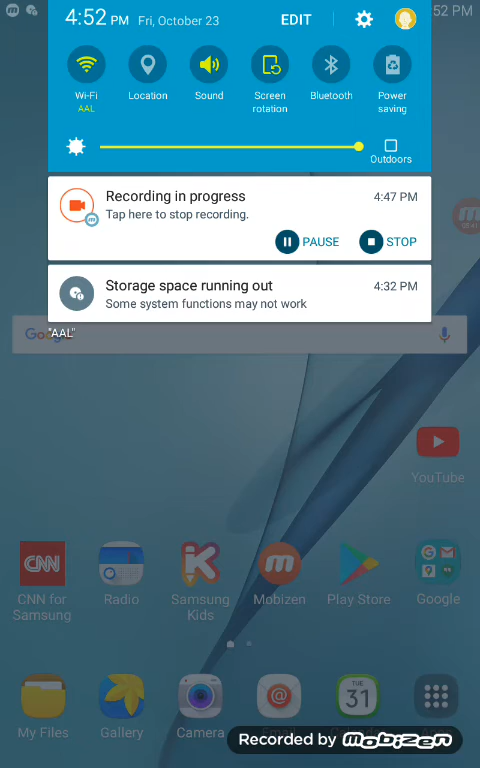 4:52 PM Fri, October 23 EDIT
52 PM
Wi-Fi
AAL
Location
Sound
Screen
rotation
Bluetooth
Power
saving
Outdoors
Recording in progress 4:47 PM
Tap here to stop recording.
PAUSE STOP
Storage space running out 4:32 PM
Some system functions may not work
"AAL"
YouTube
CNN
CNN for
Samsung
Radio
Samsung
Kids
Mobizen
Play Store
Google
TUE
31
My Files
Gallery
Camera
Recorded by mobizen